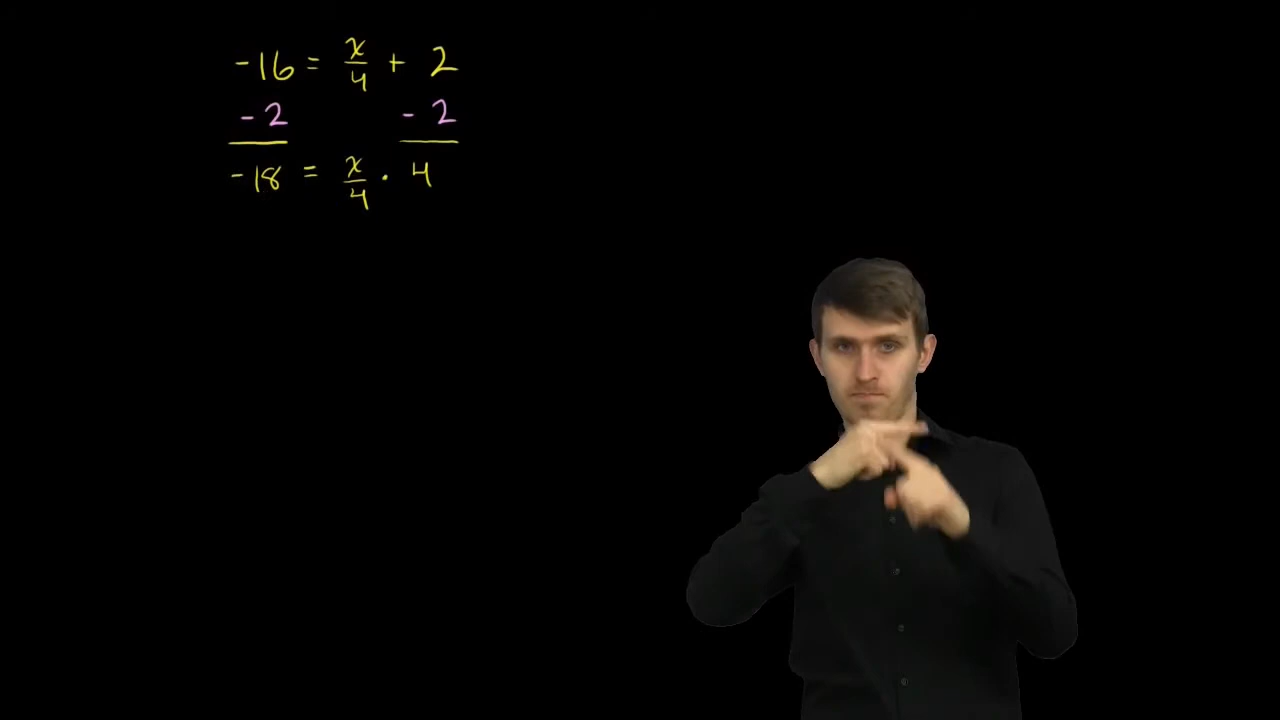 -16 = x/4 + 2
-2 - 2
-18 = x/4 · 4